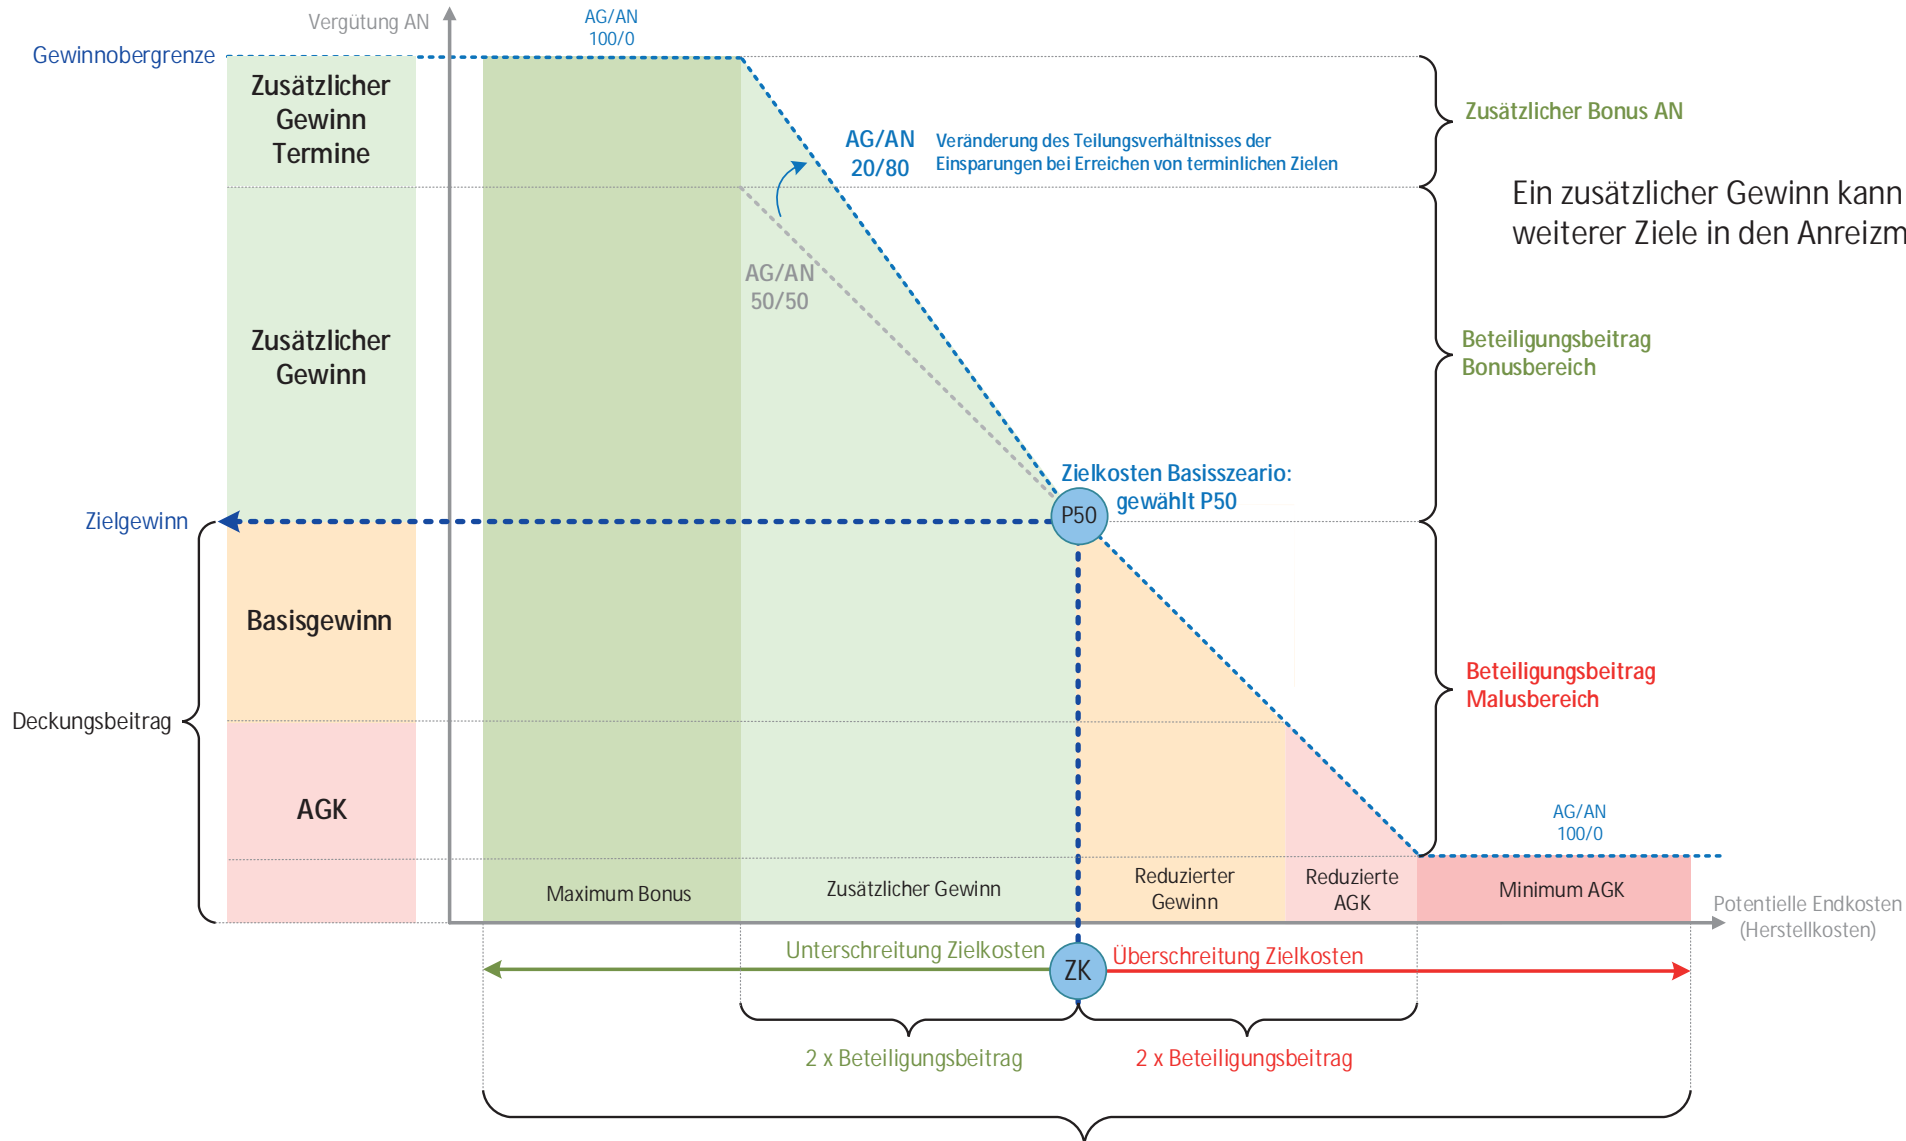 Vergütung AN
AG/AN
100/0
Gewinnobergrenze
Zusätzlicher
Gewinn
Termine
Zusätzlicher Bonus AN
AG/AN
20/80
Veränderung des Teilungsverhältnisses der
Einsparungen bei Erreichen von terminlichen Zielen
Ein zusätzlicher Gewinn kann
weiterer Ziele in den Anreizm
AG/AN
50/50
Zusätzlicher
Gewinn
Beteiligungsbeitrag
Bonusbereich
Zielkosten Basisszeario:
gewählt P50
P50
Zielgewinn
Basisgewinn
Beteiligungsbeitrag
Malusbereich
Deckungsbeitrag
AGK
AG/AN
100/0
Maximum Bonus
Zusätzlicher Gewinn
Reduzierter
Gewinn
Reduzierte
AGK
Minimum AGK
Potentielle Endkosten
(Herstellkosten)
Unterschreitung Zielkosten
ZK
Überschreitung Zielkosten
2 x Beteiligungsbeitrag
2 x Beteiligungsbeitrag